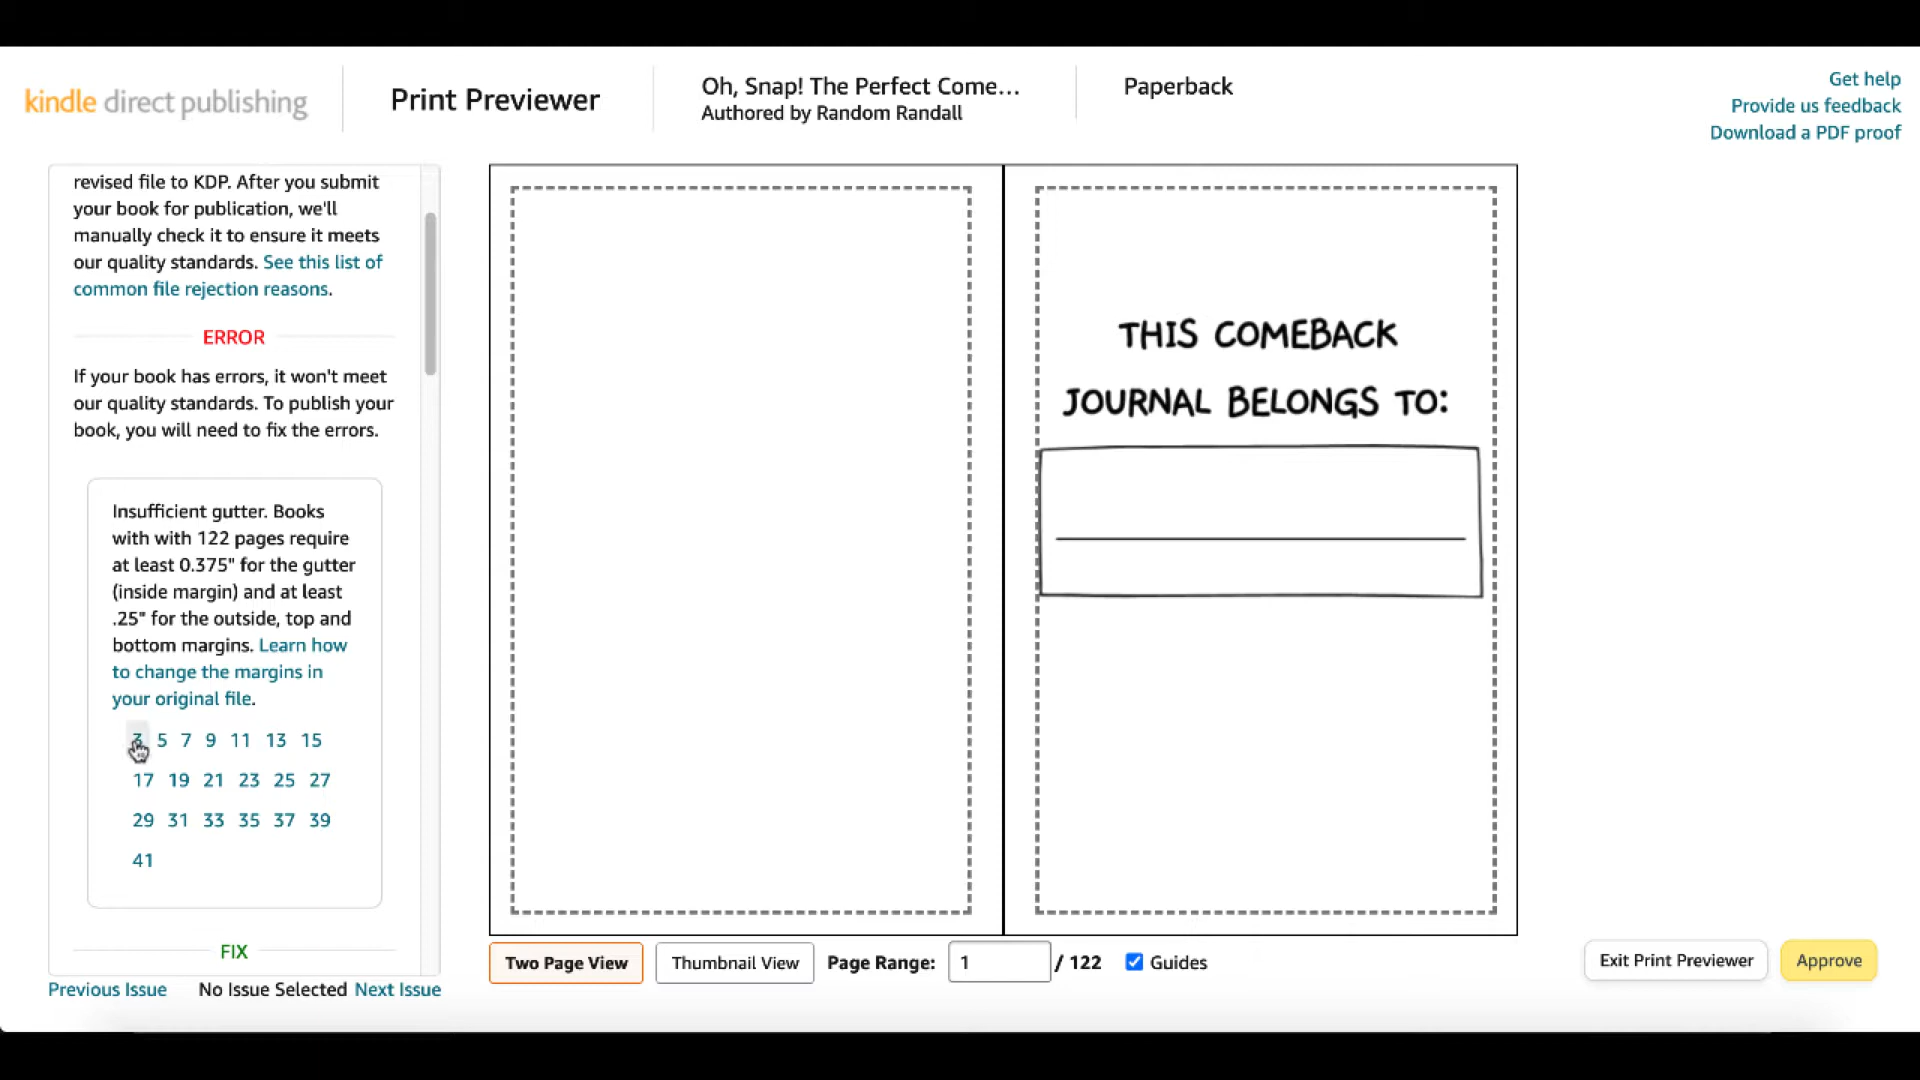 kindle direct publishing
Print Previewer
Oh, Snap! The Perfect Come...
Authored by Random Randall
Paperback
Get help
Provide us feedback
Download a PDF proof
revised file to KDP. After you submit
your book for publication, we'll
manually check it to ensure it meets
our quality standards. See this list of
common file rejection reasons.
ERROR
If your book has errors, it won't meet
our quality standards. To publish your
book, you will need to fix the errors.
Insufficient gutter. Books
with with 122 pages require
at least 0.375" for the gutter
(inside margin) and at least
.25" for the outside, top and
bottom margins. Learn how
to change the margins in
your original file.
3 5 7 9 11 13 15
17 19 21 23 25 27
29 31 33 35 37 39
41
FIX
Previous Issue No Issue Selected Next Issue
THIS COMEBACK
JOURNAL BELONGS TO:
Two Page View Thumbnail View Page Range: 1 / 122 Guides
Exit Print Previewer Approve